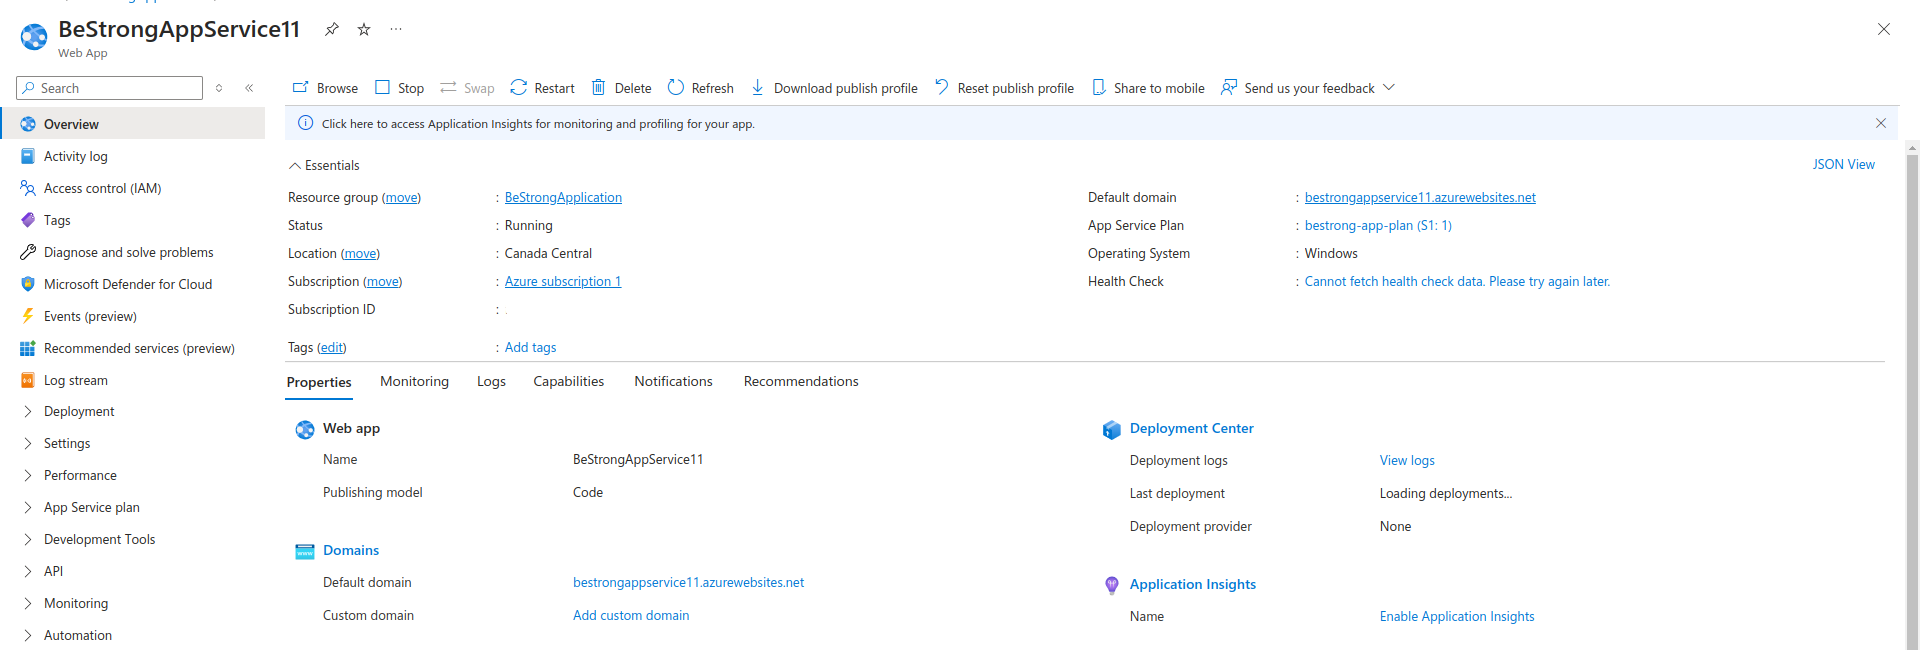 BeStrongAppService11
Web App
Search
Browse Stop Swap Restart Delete Refresh Download publish profile Reset publish profile Share to mobile Send us your feedback
Click here to access Application Insights for monitoring and profiling for your app.
Overview
Activity log
Access control (IAM)
Tags
Diagnose and solve problems
Microsoft Defender for Cloud
Events (preview)
Recommended services (preview)
Log stream
Deployment
Settings
Performance
App Service plan
Development Tools
API
Monitoring
Automation
Essentials
JSON View
Resource group (move) : BeStrongApplication
Status : Running
Location (move) : Canada Central
Subscription (move) : Azure subscription 1
Subscription ID :
Tags (edit) : Add tags
Default domain : bestrongappservice11.azurewebsites.net
App Service Plan : bestrong-app-plan (S1: 1)
Operating System : Windows
Health Check : Cannot fetch health check data. Please try again later.
Properties Monitoring Logs Capabilities Notifications Recommendations
Web app
Name BeStrongAppService11
Publishing model Code
Domains
Default domain bestrongappservice11.azurewebsites.net
Custom domain Add custom domain
Deployment Center
Deployment logs View logs
Last deployment Loading deployments...
Deployment provider None
Application Insights
Name Enable Application Insights